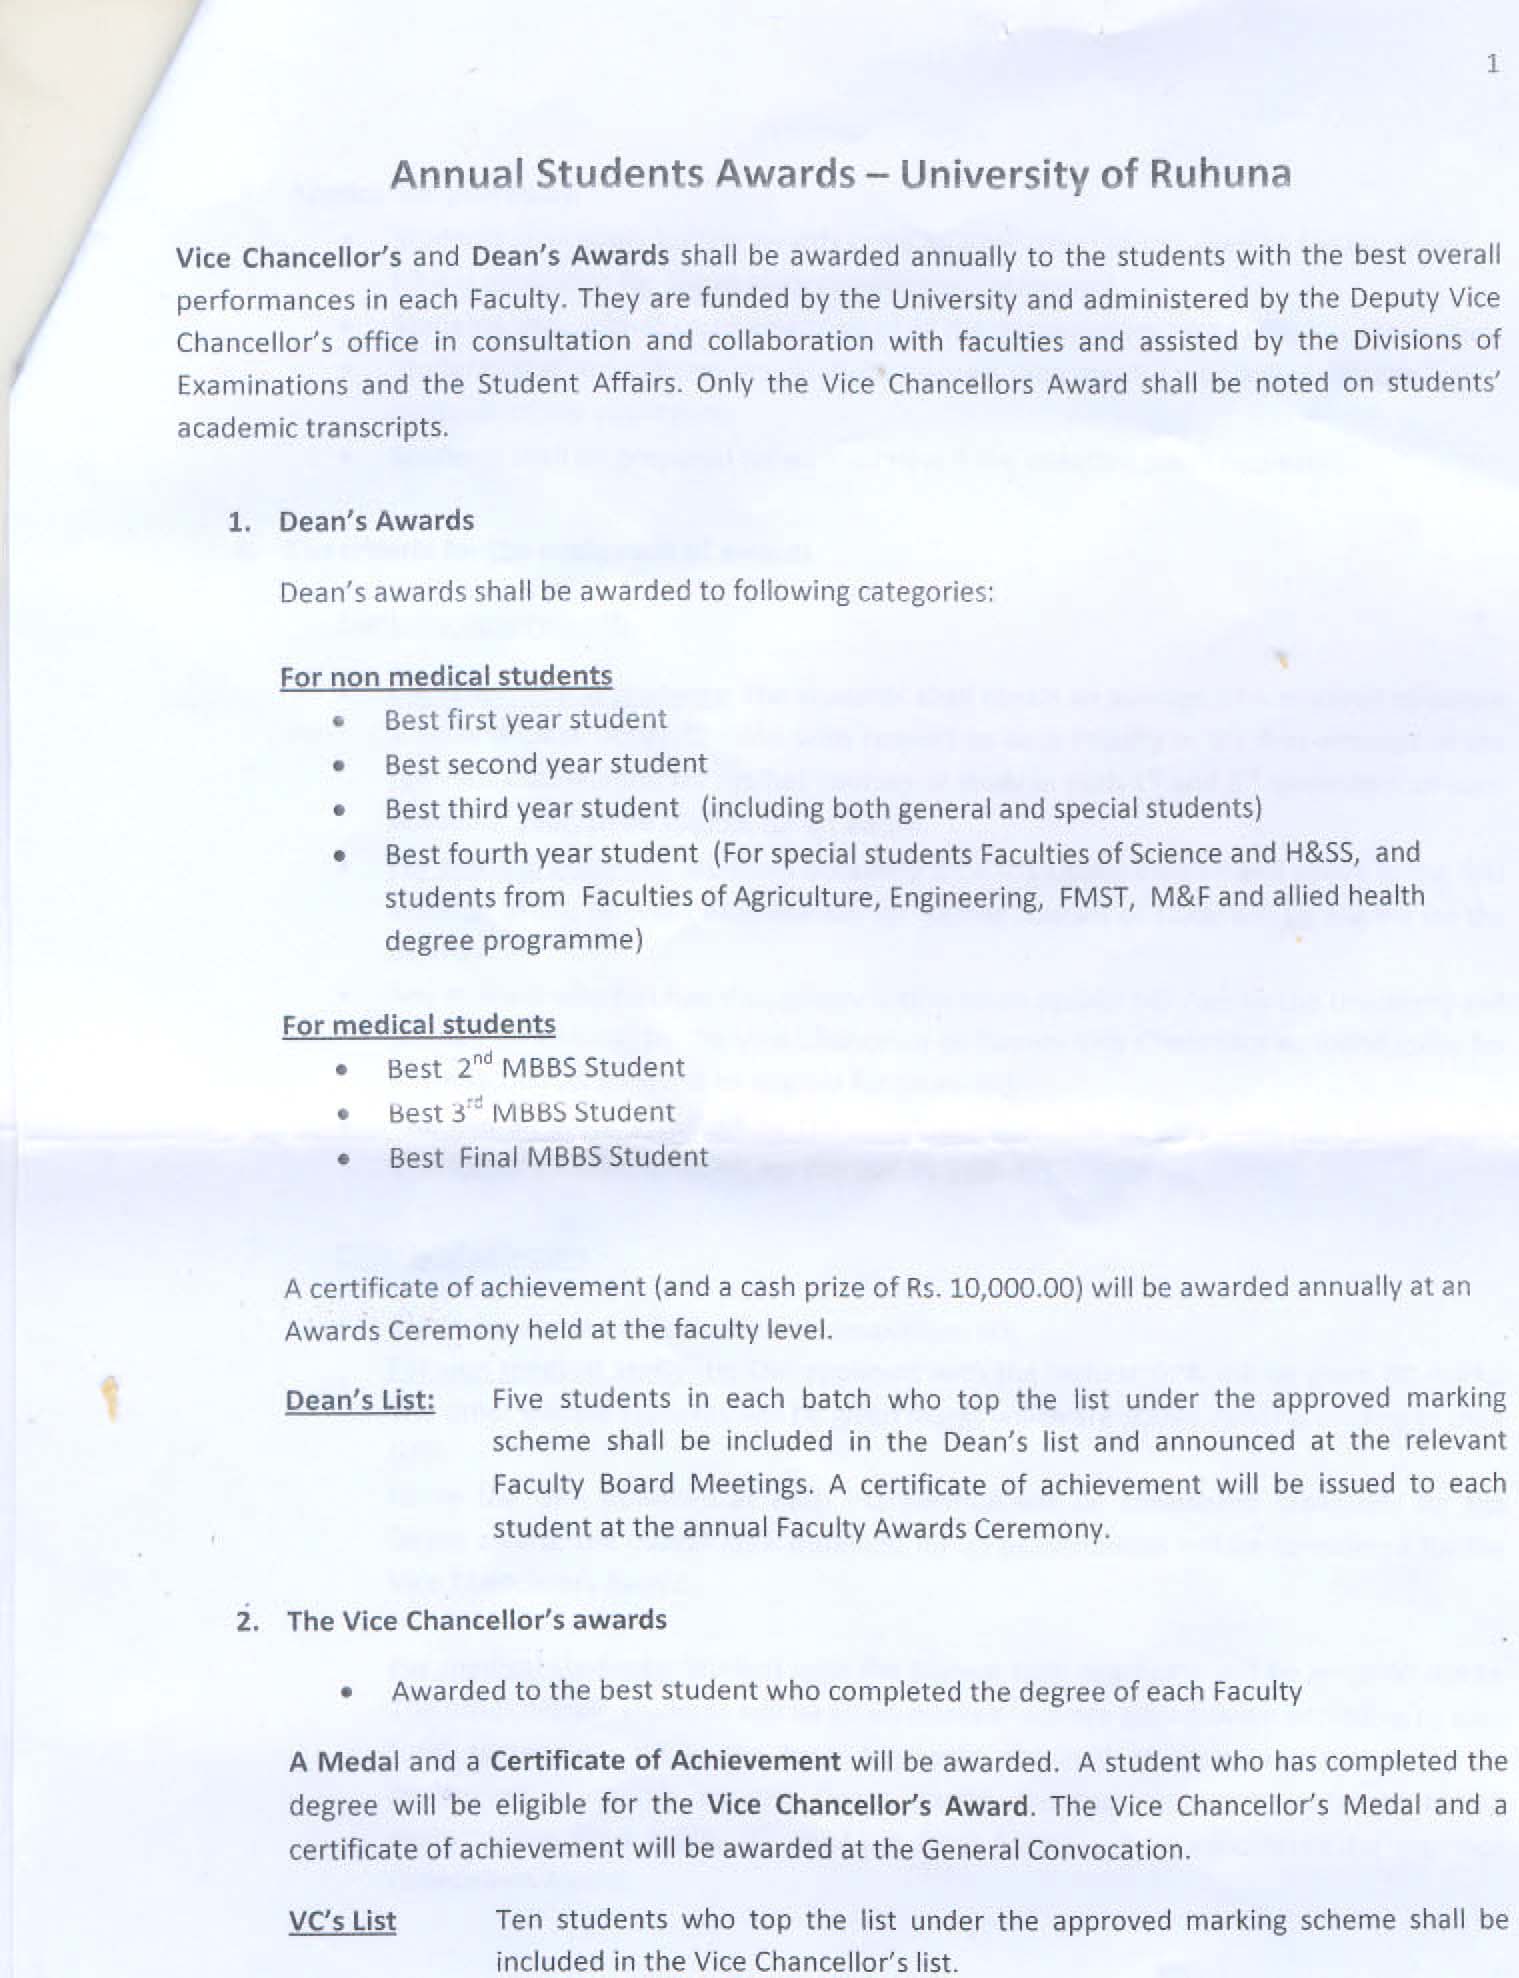 1
Annual Students Awards – University of Ruhuna
Vice Chancellor's and Dean's Awards shall be awarded annually to the students with the best overall
performances in each Faculty. They are funded by the University and administered by the Deputy Vice
Chancellor's office in consultation and collaboration with faculties and assisted by the Divisions of
Examinations and the Student Affairs. Only the Vice Chancellors Award shall be noted on students'
academic transcripts.
1. Dean's Awards
Dean's awards shall be awarded to following categories:
For non medical students
• Best first year student
• Best second year student
• Best third year student (including both general and special students)
• Best fourth year student (For special students Faculties of Science and H&SS, and
students from Faculties of Agriculture, Engineering, FMST, M&F and allied health
degree programme)
For medical students
• Best 2nd MBBS Student
• Best 3rd MBBS Student
• Best Final MBBS Student
A certificate of achievement (and a cash prize of Rs. 10,000.00) will be awarded annually at an
Awards Ceremony held at the faculty level.
Dean's List: Five students in each batch who top the list under the approved marking
scheme shall be included in the Dean's list and announced at the relevant
Faculty Board Meetings. A certificate of achievement will be issued to each
student at the annual Faculty Awards Ceremony.
2. The Vice Chancellor's awards
• Awarded to the best student who completed the degree of each Faculty
A Medal and a Certificate of Achievement will be awarded. A student who has completed the
degree will be eligible for the Vice Chancellor's Award. The Vice Chancellor's Medal and a
certificate of achievement will be awarded at the General Convocation.
VC's List Ten students who top the list under the approved marking scheme shall be
included in the Vice Chancellor's list.